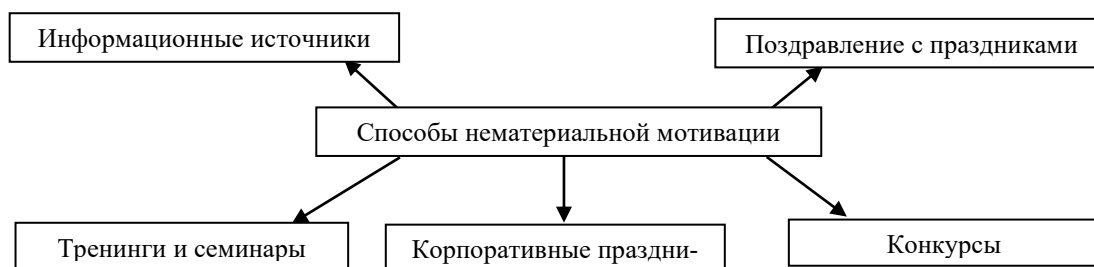 Информационные источники
Поздравление с праздниками
Способы нематериальной мотивации
Тренинги и семинары
Корпоративные праздни-
Конкурсы